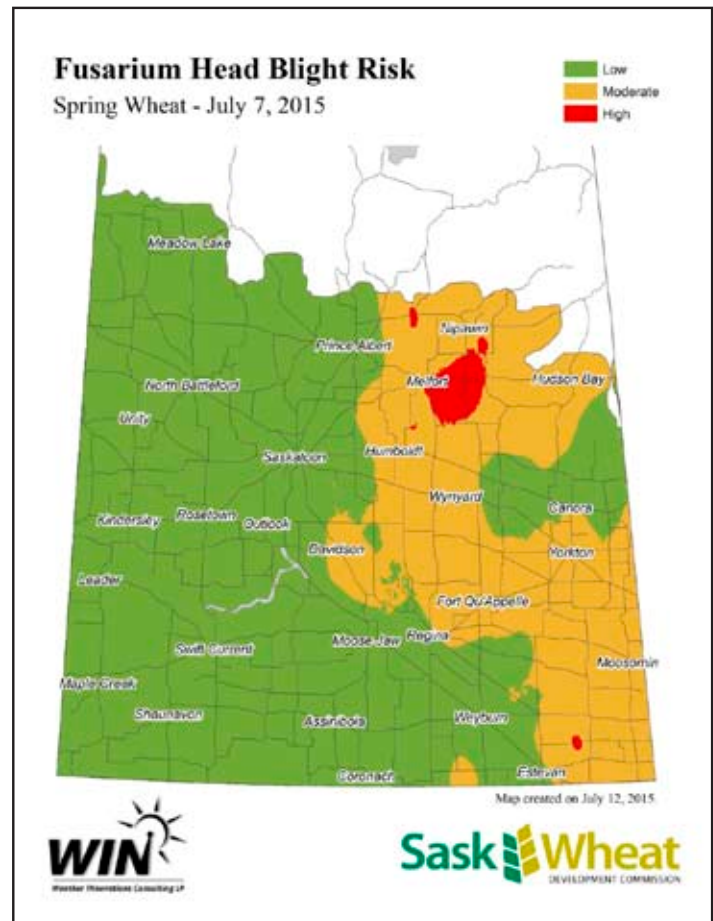 Fusarium Head Blight Risk
Spring Wheat - July 7, 2015
Low
Moderate
High
Meadow Lake
Nipawin
Prince Albert
Melfort
Hudson Bay
North Battleford
Unity
Humboldt
Saskatoon
Wynyard
Canora
Kindersley
Rosetown
Outlook
Davidson
Yorkton
Leader
Fort Qu'Appelle
Moose Jaw
Regina
Swift Current
Moosomin
Maple Creek
Shaunavon
Assiniboia
Weyburn
Coronach
Estevan
Map created on July 12, 2015
WIN
Weather INnovations Consulting LP
Sask Wheat
DEVELOPMENT COMMISSION